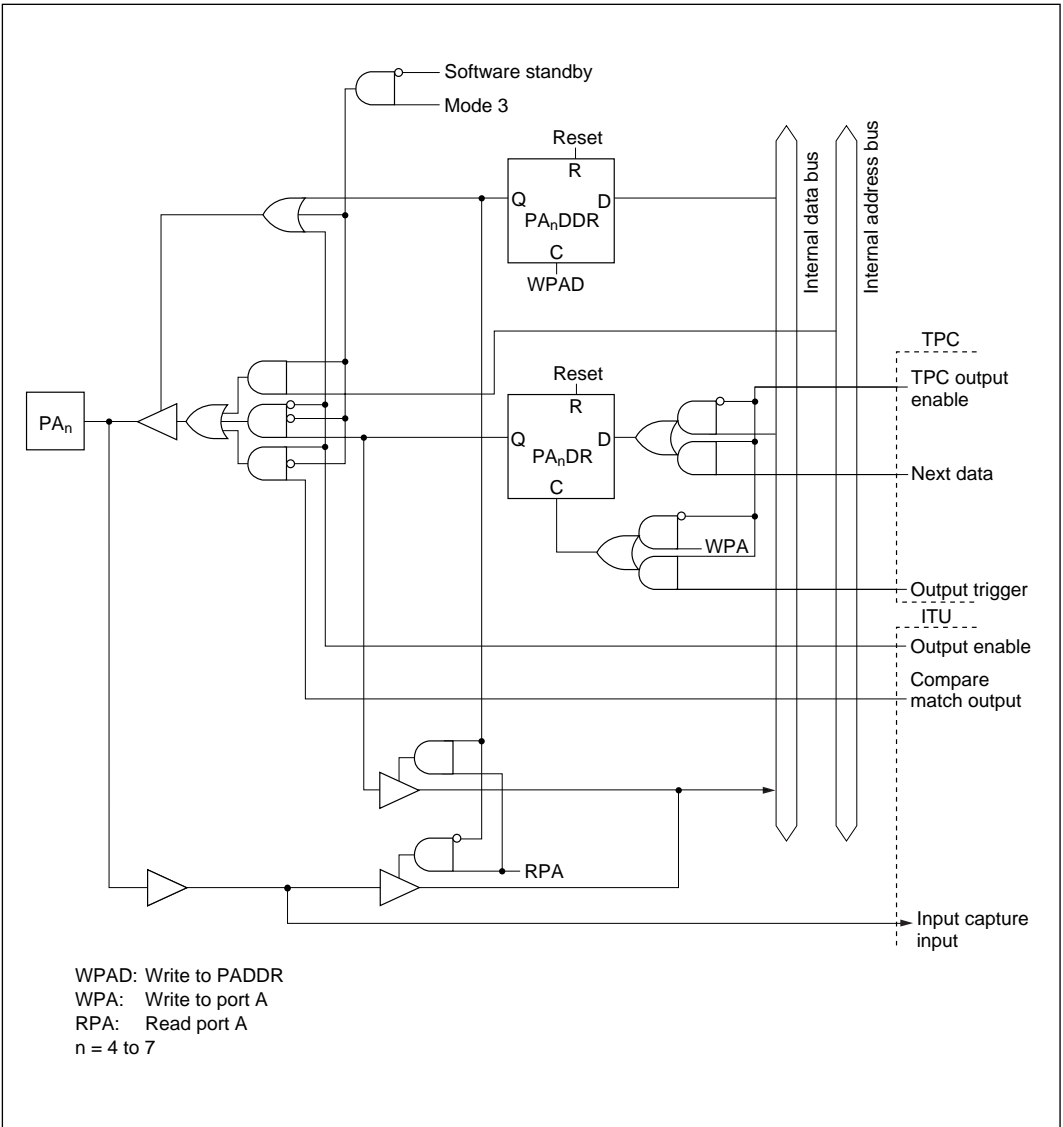 Software standby
Mode 3
Reset
R
Q
D
PAnDDR
C
WPAD
Internal data bus
Internal address bus
TPC
TPC output
enable
Reset
R
Q
D
PAnDR
C
PAn
Next data
WPA
Output trigger
ITU
Output enable
Compare
match output
RPA
Input capture
input
WPAD: Write to PADDR
WPA: Write to port A
RPA: Read port A
n = 4 to 7